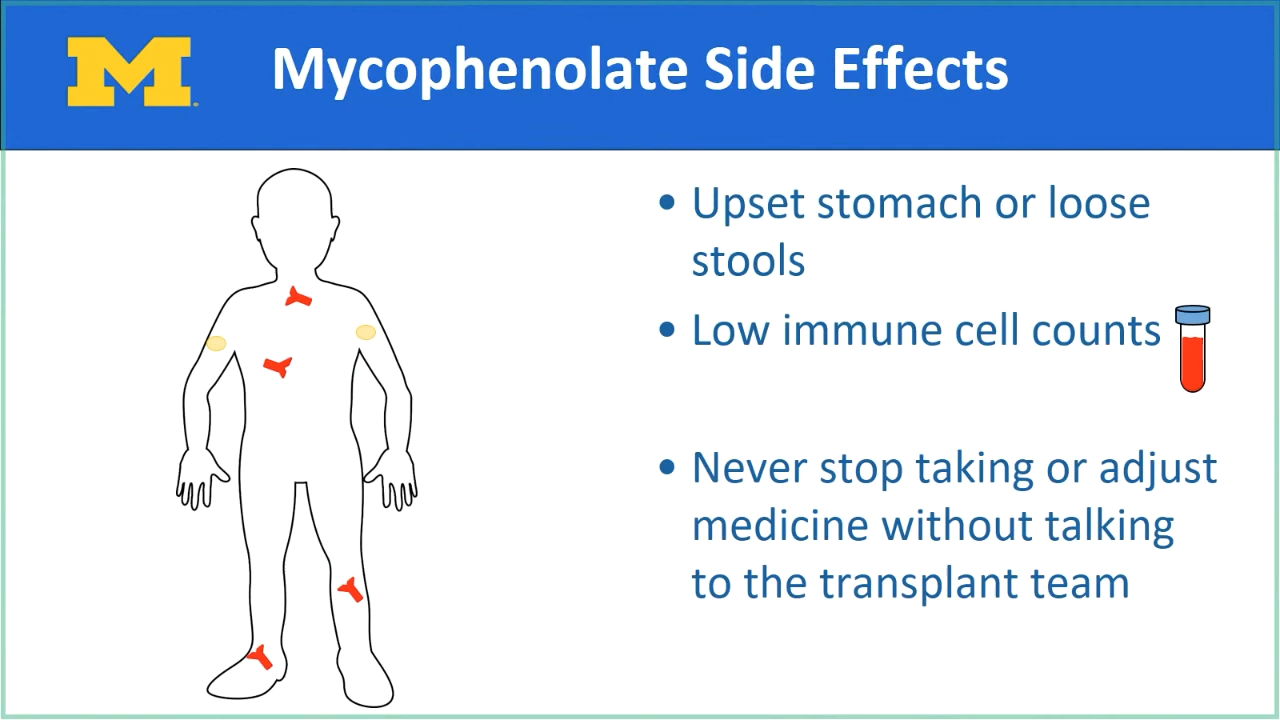 M
Mycophenolate Side Effects
• Upset stomach or loose
stools
• Low immune cell counts
• Never stop taking or adjust
medicine without talking
to the transplant team